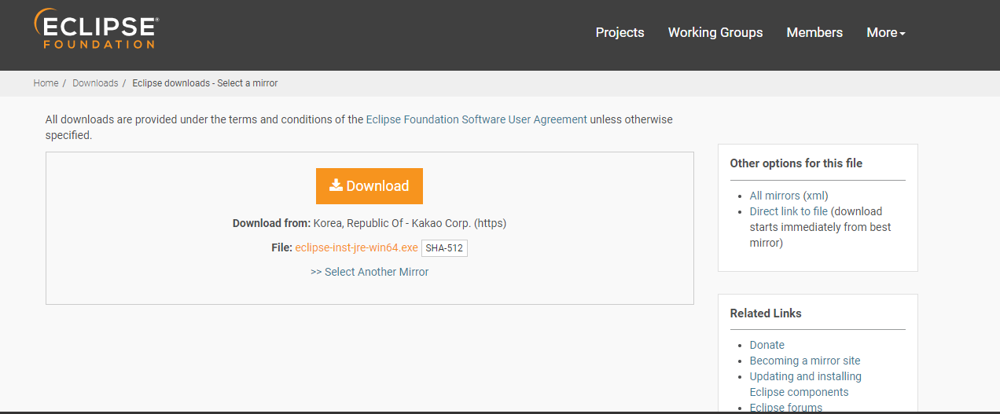 ECLIPSE®
FOUNDATION
Projects Working Groups Members More
Home / Downloads / Eclipse downloads - Select a mirror
All downloads are provided under the terms and conditions of the Eclipse Foundation Software User Agreement unless otherwise
specified.
Download
Download from: Korea, Republic Of - Kakao Corp. (https)
File: eclipse-inst-jre-win64.exe SHA-512
>> Select Another Mirror
Other options for this file
All mirrors (xml)
Direct link to file (download
starts immediately from best
mirror)
Related Links
Donate
Becoming a mirror site
Updating and installing
Eclipse components
Eclipse forums